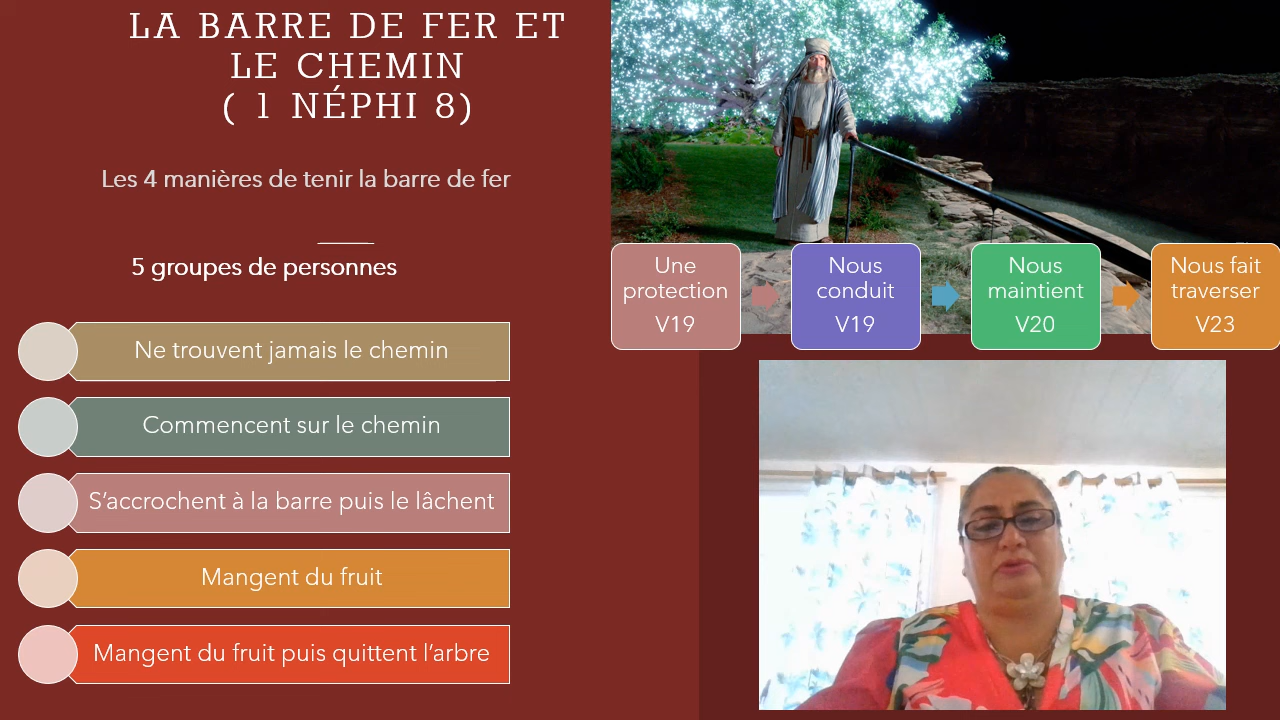 LA BARRE DE FER ET
LE CHEMIN
( 1 NÉPHI 8)
Les 4 manières de tenir la barre de fer
5 groupes de personnes
Ne trouvent jamais le chemin
Commencent sur le chemin
S’accrochent à la barre puis le lâchent
Mangent du fruit
Mangent du fruit puis quittent l’arbre
Une
protection
V19
Nous
conduit
V19
Nous
maintient
V20
Nous fait
traverser
V23